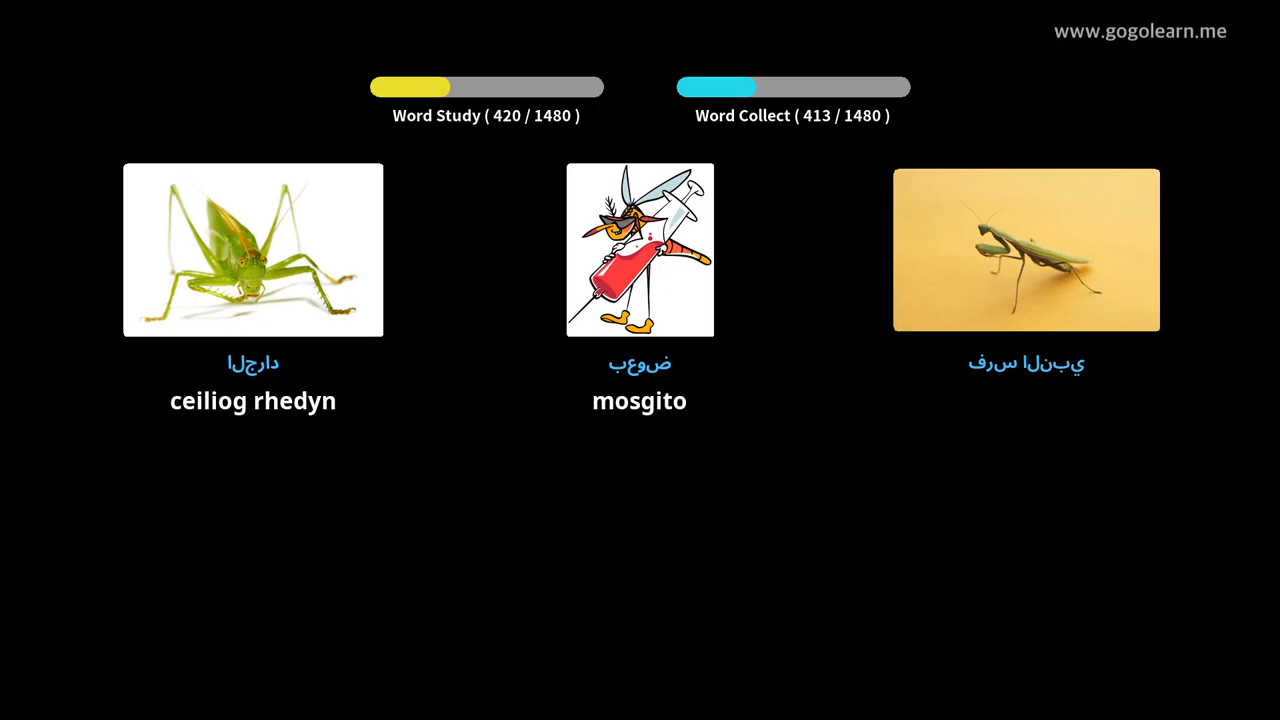 www.gogolearn.me
Word Study ( 420 / 1480 )
Word Collect ( 413 / 1480 )
الجراد
بعوض
فرس النبي
ceiliog rhedyn
mosgito